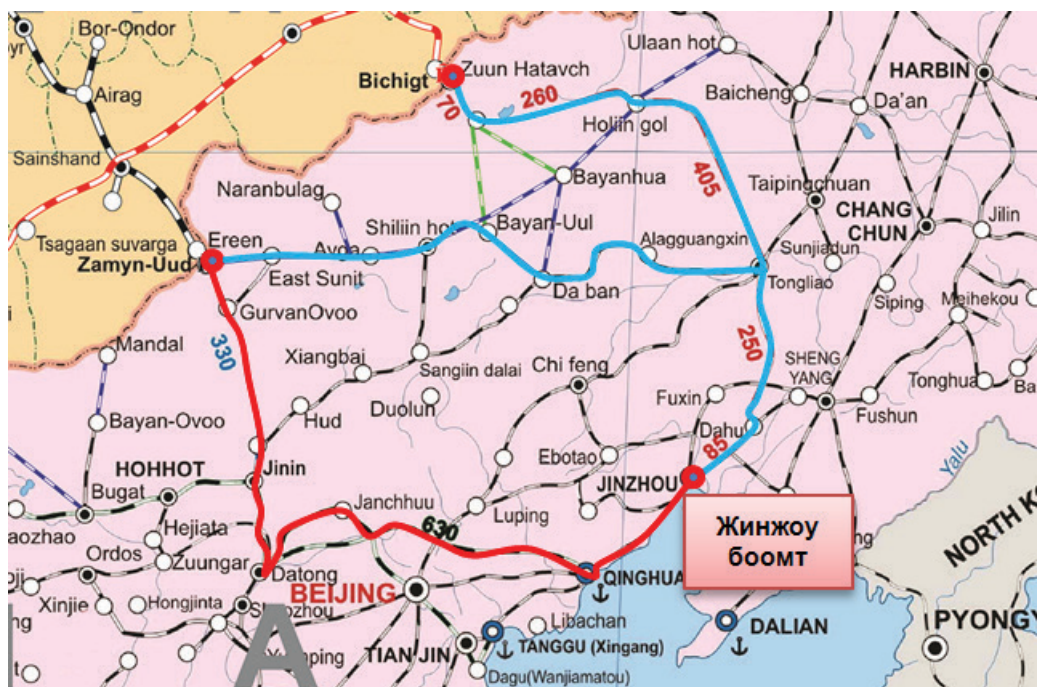 Bor-Ondor
Ulaan hot
Zuun Hatavch
Bichigt
HARBIN
Airag
70
260
Baicheng
Da'an
Holiin gol
Sainshand
405
Bayanhua
Naranbulag
Taipingchuan
Shiliin hot
Bayan-Uul
CHANG
CHUN
Jilin
Tsagaan suvarga
Ereen
Alagguangxin
Sunjiadun
Zamyn-Uud
East Sunit
Da ban
Tongliao
Siping
Meihekou
GurvanOvoo
330
250
Mandal
Xiangbai
Sangiin dalai
Chi feng
SHENG
YANG
Tonghua
Ba
Duolun
Fuxin
Fushun
Bayan-Ovoo
Hud
Dahu
85
Yalu
HOHHOT
Jinin
Ebotao
JINZHOU
Bugat
Janchhuu
Luping
630
Жинжоу
боомт
NORTH K
aozhao
Hejiata
Ordos
Zuungar
Datong
BEIJING
QINGHUA
Xinjie
Hongjinta
Libachan
DALIAN
PYONGY
TIAN JIN
TANGGU (Xingang)
Dagu(Wanjiamatou)
A